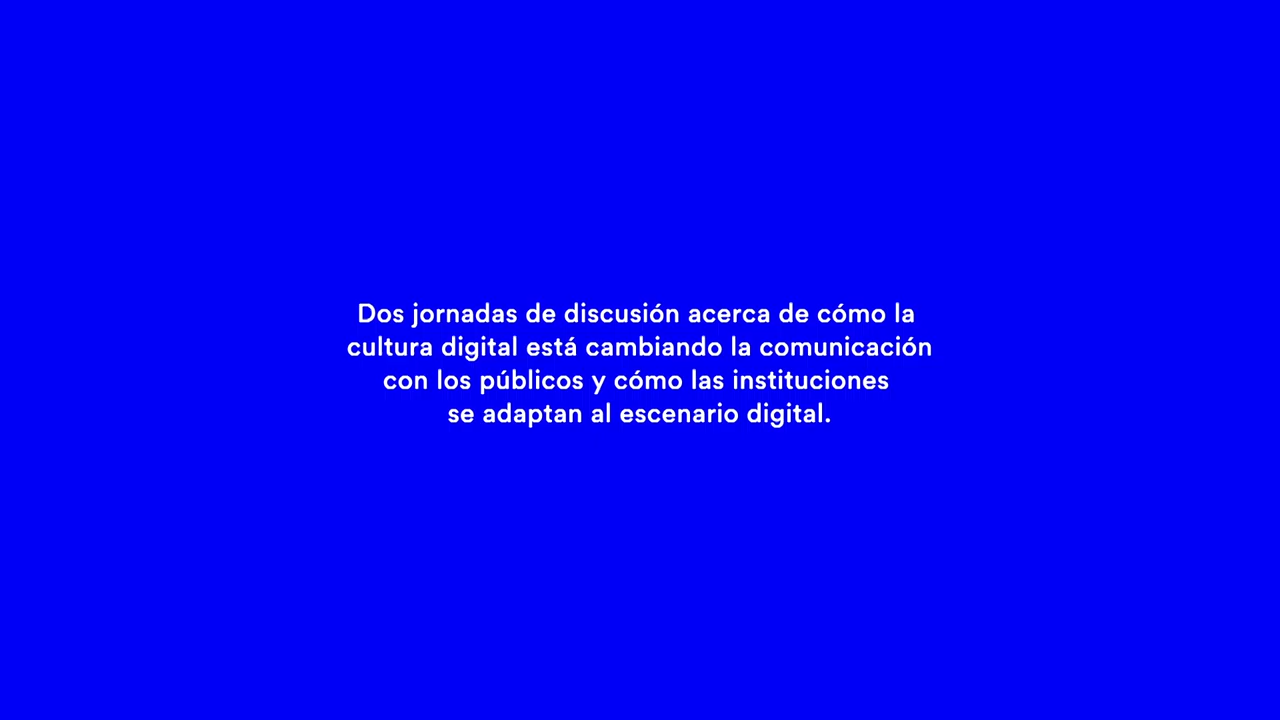 Dos jornadas de discusión acerca de cómo la
cultura digital está cambiando la comunicación
con los públicos y cómo las instituciones
se adaptan al escenario digital.